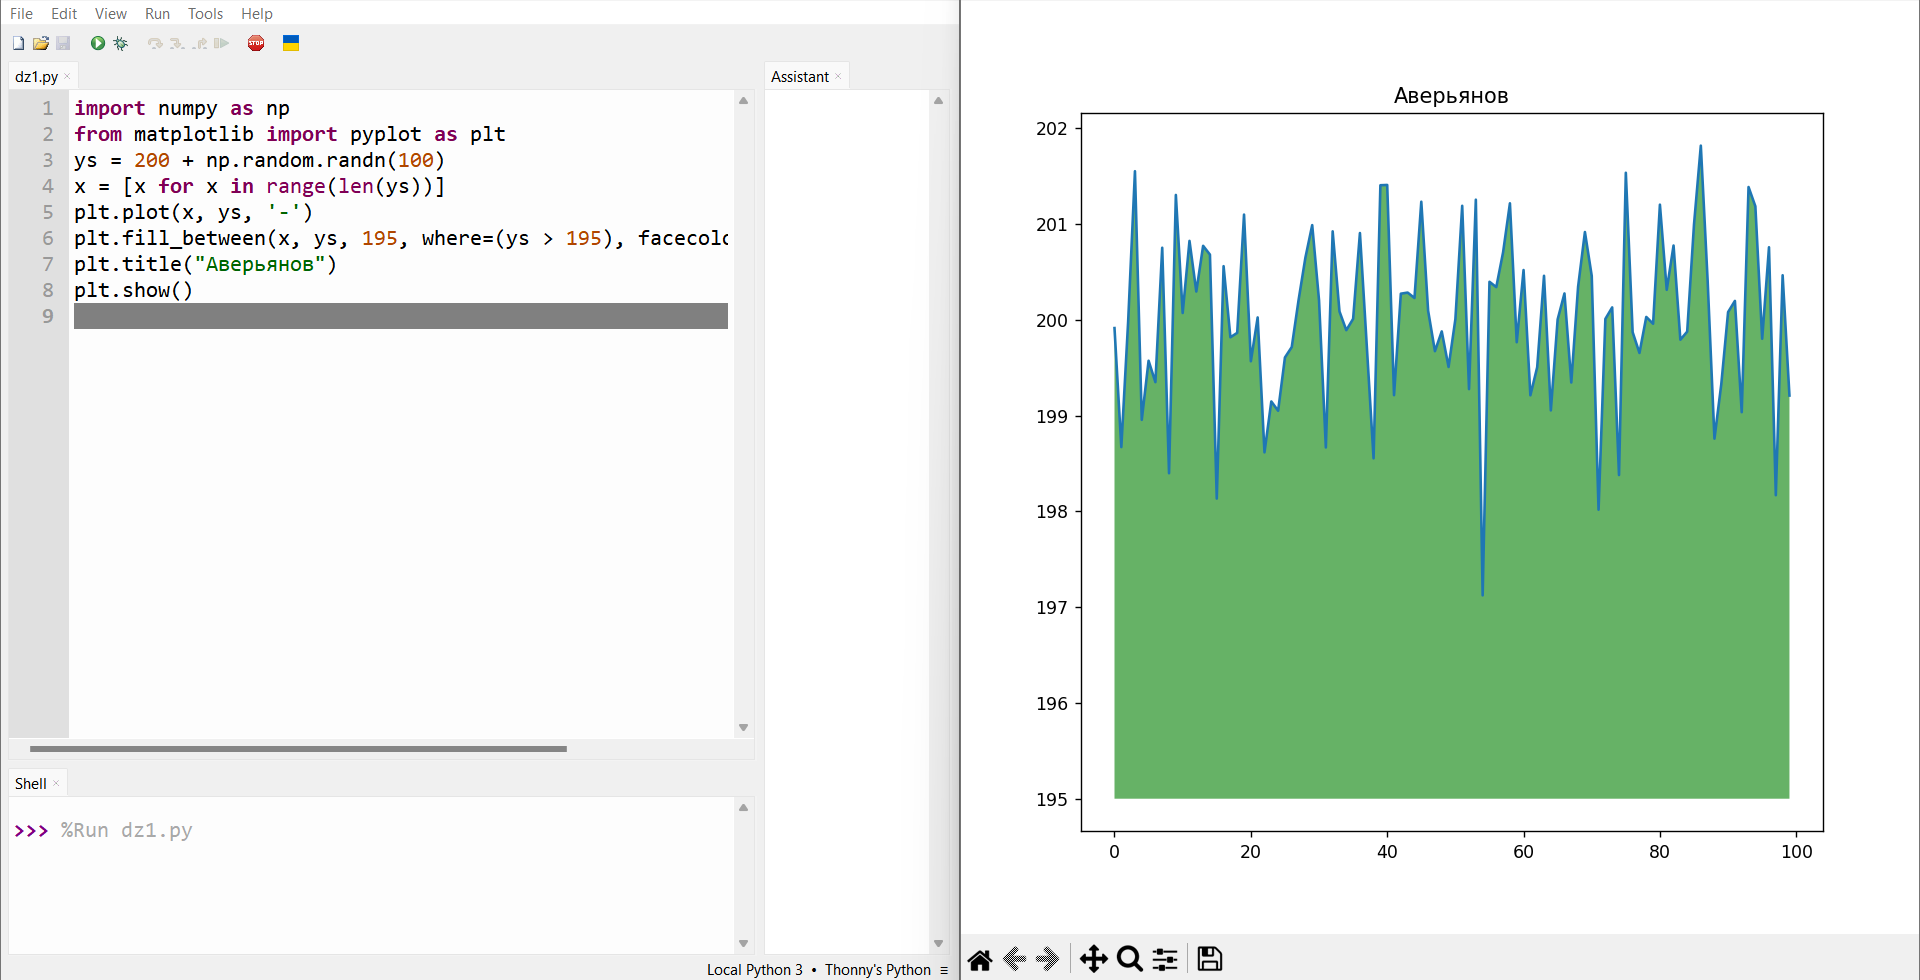 File Edit View Run Tools Help
STOP
dz1.py ×
1 import numpy as np
2 from matplotlib import pyplot as plt
3 ys = 200 + np.random.randn(100)
4 x = [x for x in range(len(ys))]
5 plt.plot(x, ys, '-')
6 plt.fill_between(x, ys, 195, where=(ys > 195), facecolo
7 plt.title("Аверьянов")
8 plt.show()
9
Shell ×
>>> %Run dz1.py
Assistant ×
Local Python 3 • Thonny's Python ≡
Аверьянов
202
201
200
199
198
197
196
195
0 20 40 60 80 100